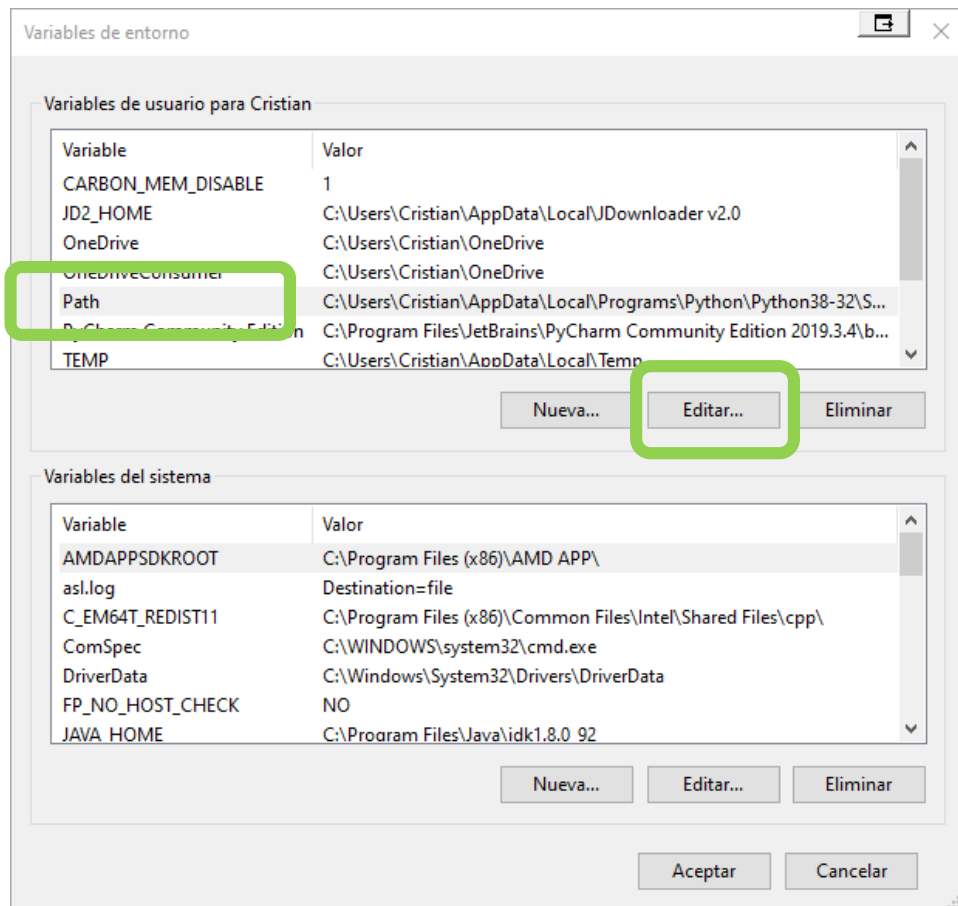 Variables de entorno
Variables de usuario para Cristian
Variable Valor
CARBON_MEM_DISABLE 1
JD2_HOME C:\Users\Cristian\AppData\Local\JDownloader v2.0
OneDrive C:\Users\Cristian\OneDrive
OneDriveConsumer C:\Users\Cristian\OneDrive
Path C:\Users\Cristian\AppData\Local\Programs\Python\Python38-32\S...
PyCharm Community Edition C:\Program Files\JetBrains\PyCharm Community Edition 2019.3.4\b...
TEMP C:\Users\Cristian\AppData\Local\Temp
Nueva... Editar... Eliminar
Variables del sistema
Variable Valor
AMDAPPSDKROOT C:\Program Files (x86)\AMD APP\
asl.log Destination=file
C_EM64T_REDIST11 C:\Program Files (x86)\Common Files\Intel\Shared Files\cpp\
ComSpec C:\WINDOWS\system32\cmd.exe
DriverData C:\Windows\System32\Drivers\DriverData
FP_NO_HOST_CHECK NO
JAVA_HOME C:\Program Files\Java\jdk1.8.0_92
Nueva... Editar... Eliminar
Aceptar Cancelar